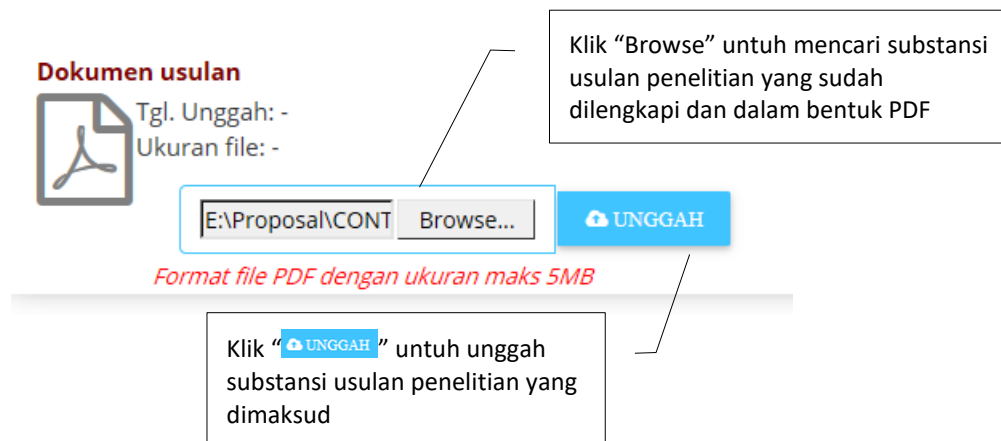 Klik “Browse” untuh mencari substansi
usulan penelitian yang sudah
dilengkapi dan dalam bentuk PDF
Dokumen usulan
Tgl. Unggah: -
Ukuran file: -
E:\Proposal\CONT Browse... UNGGAH
Format file PDF dengan ukuran maks 5MB
Klik “ UNGGAH ” untuh unggah
substansi usulan penelitian yang
dimaksud